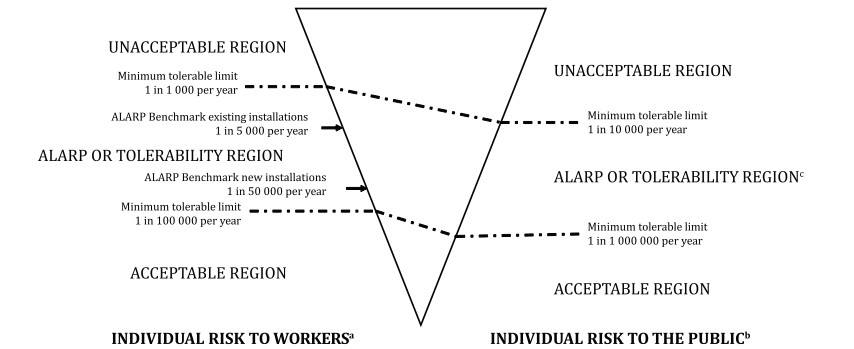 UNACCEPTABLE REGION
Minimum tolerable limit
1 in 1 000 per year
ALARP Benchmark existing installations
1 in 5 000 per year
ALARP OR TOLERABILITY REGION
ALARP Benchmark new installations
1 in 50 000 per year
Minimum tolerable limit
1 in 100 000 per year
ACCEPTABLE REGION
INDIVIDUAL RISK TO WORKERSᵃ
UNACCEPTABLE REGION
Minimum tolerable limit
1 in 10 000 per year
ALARP OR TOLERABILITY REGIONᶜ
Minimum tolerable limit
1 in 1 000 000 per year
ACCEPTABLE REGION
INDIVIDUAL RISK TO THE PUBLICᵇ